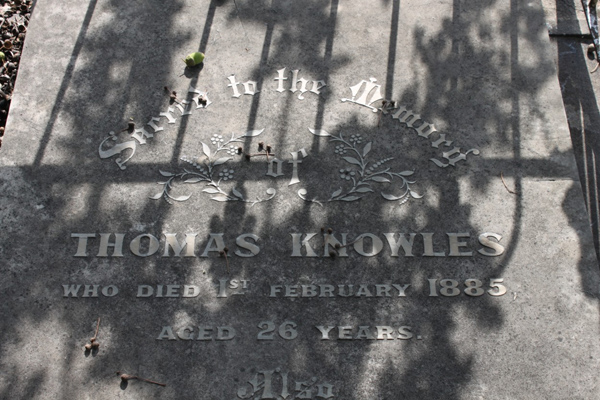 Sacred to the Memory
of
THOMAS KNOWLES
WHO DIED 1ST FEBRUARY 1885,
AGED 26 YEARS.
Also